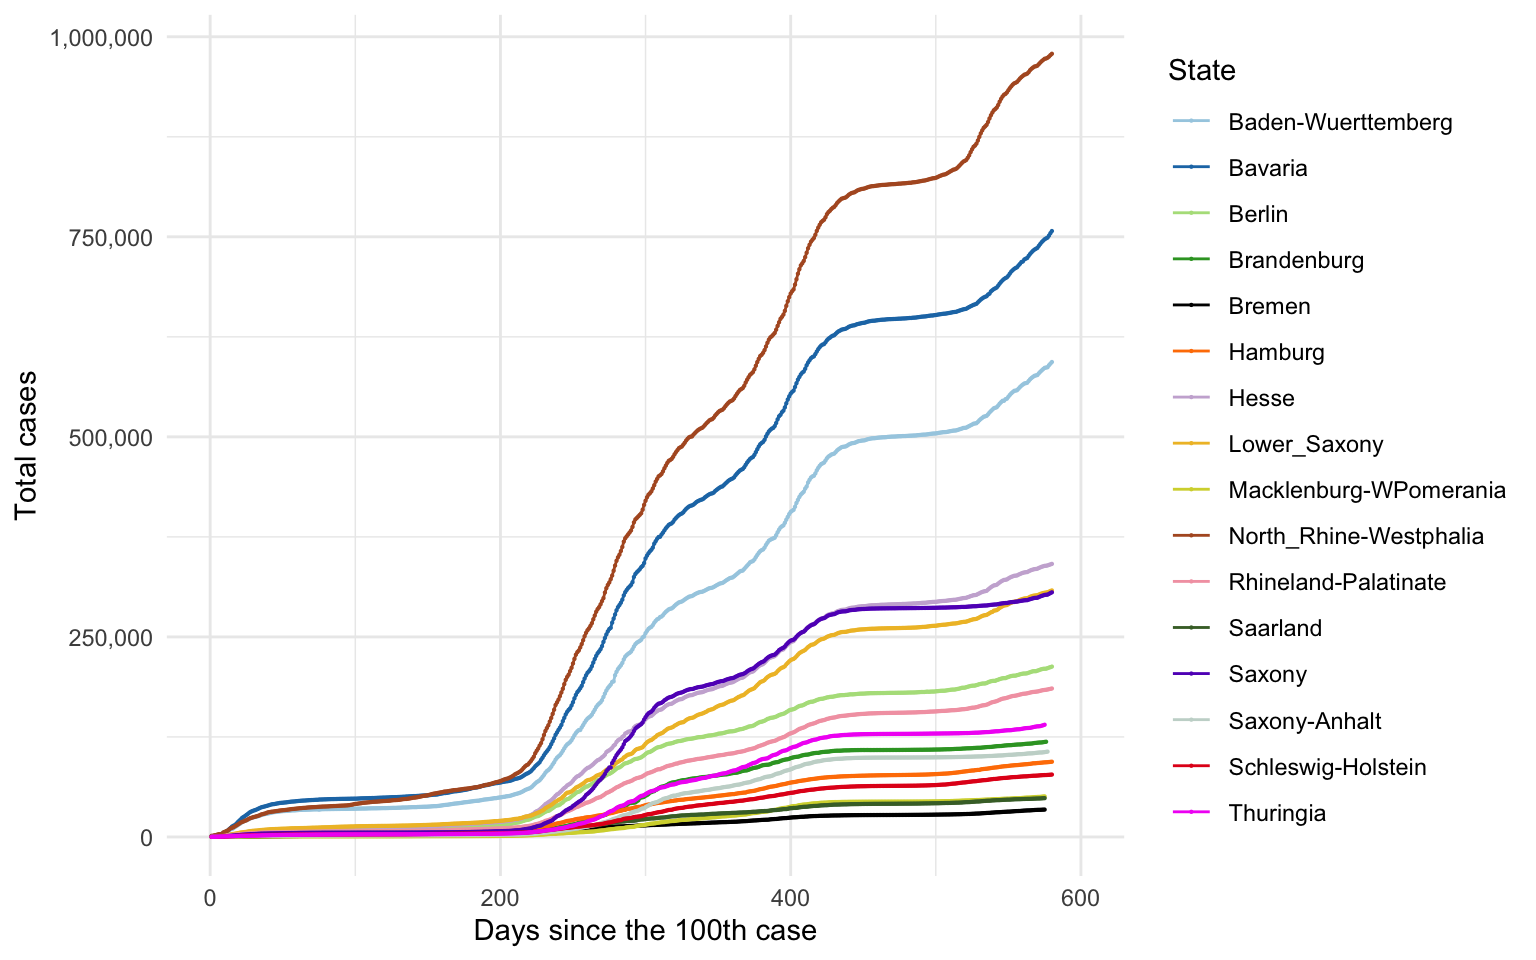 1,000,000
750,000
500,000
250,000
0
Total cases
0
200
400
600
Days since the 100th case
State
Baden-Wuerttemberg
Bavaria
Berlin
Brandenburg
Bremen
Hamburg
Hesse
Lower_Saxony
Macklenburg-WPomerania
North_Rhine-Westphalia
Rhineland-Palatinate
Saarland
Saxony
Saxony-Anhalt
Schleswig-Holstein
Thuringia